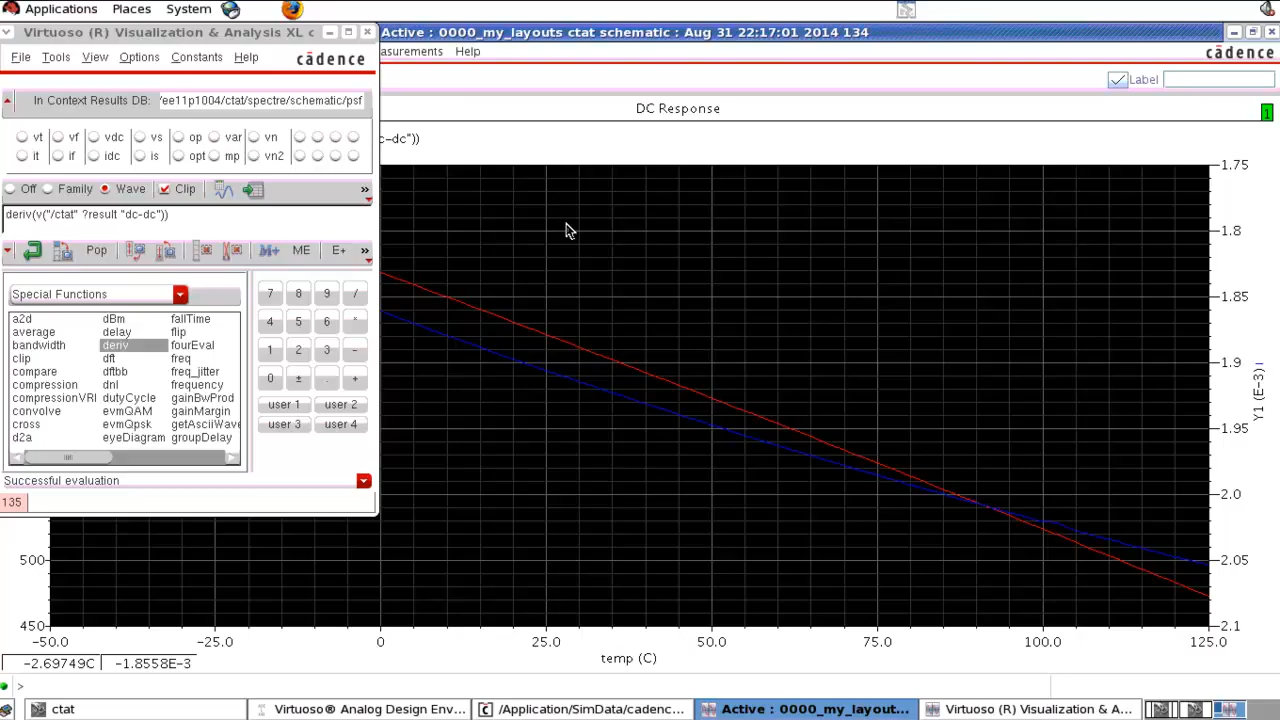 Applications Places System
Virtuoso (R) Visualization & Analysis XL c
Active : 0000_my_layouts ctat schematic : Aug 31 22:17:01 2014 134
File Tools View Options Constants Help
cādence
asurements Help
cādence
Label
In Context Results DB: /ee11p1004/ctat/spectre/schematic/psf
DC Response
1
vt vf vdc vs op var vn
it if idc is opt mp vn2
c-dc"))
Off Family Wave Clip »
deriv(v("/ctat" ?result "dc-dc"))
Pop M+ ME E+ »
Special Functions
a2d dBm fallTime
average delay flip
bandwidth deriv fourEval
clip dft freq
compare dftbb freq_jitter
compression dnl frequency
compressionVRI dutyCycle gainBwProd
convolve evmQAM gainMargin
cross evmQpsk getAsciiWave
d2a eyeDiagram groupDelay
7 8 9 /
4 5 6 *
1 2 3 -
0 ± . +
user 1 user 2
user 3 user 4
Successful evaluation
135
-1.75
-1.8
-1.85
-1.9
-1.95
-2.0
-2.05
-2.1
Y1 (E-3)
500
450
-50.0 -25.0 0 25.0 50.0 75.0 100.0 125.0
temp (C)
-2.69749C -1.8558E-3
>
ctat
Virtuoso® Analog Design Env...
/Application/SimData/cadenc...
Active : 0000_my_layout...
Virtuoso (R) Visualization & A...